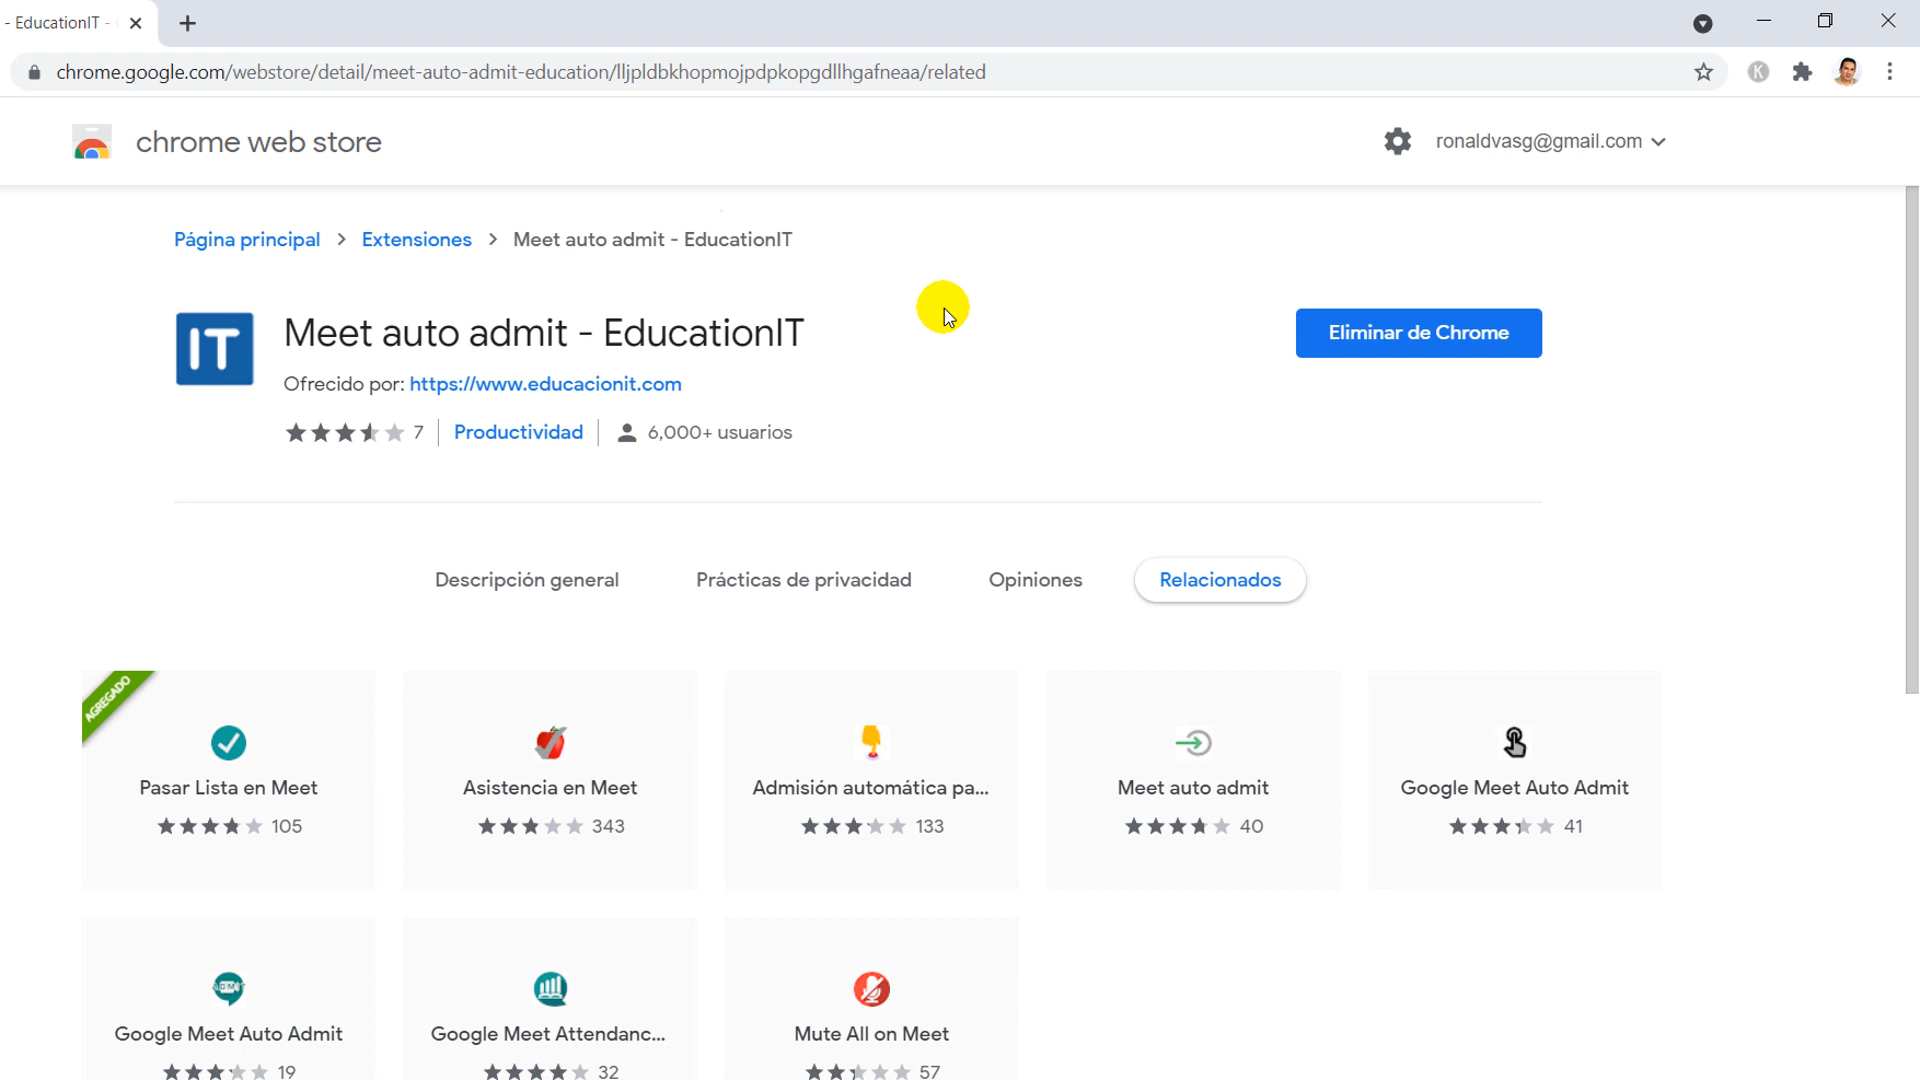 - EducationIT -
chrome.google.com/webstore/detail/meet-auto-admit-education/lljpldbkhopmojpdpkopgdllhgafneaa/related
K
chrome web store
ronaldvasg@gmail.com
Página principal > Extensiones > Meet auto admit - EducationIT
IT
Meet auto admit - EducationIT
Eliminar de Chrome
Ofrecido por: https://www.educacionit.com
7 Productividad 6,000+ usuarios
Descripción general Prácticas de privacidad Opiniones Relacionados
AGREGADO
Pasar Lista en Meet Asistencia en Meet Admisión automática pa... Meet auto admit Google Meet Auto Admit
105 343 133 40 41
Google Meet Auto Admit Google Meet Attendanc... Mute All on Meet
19 32 57